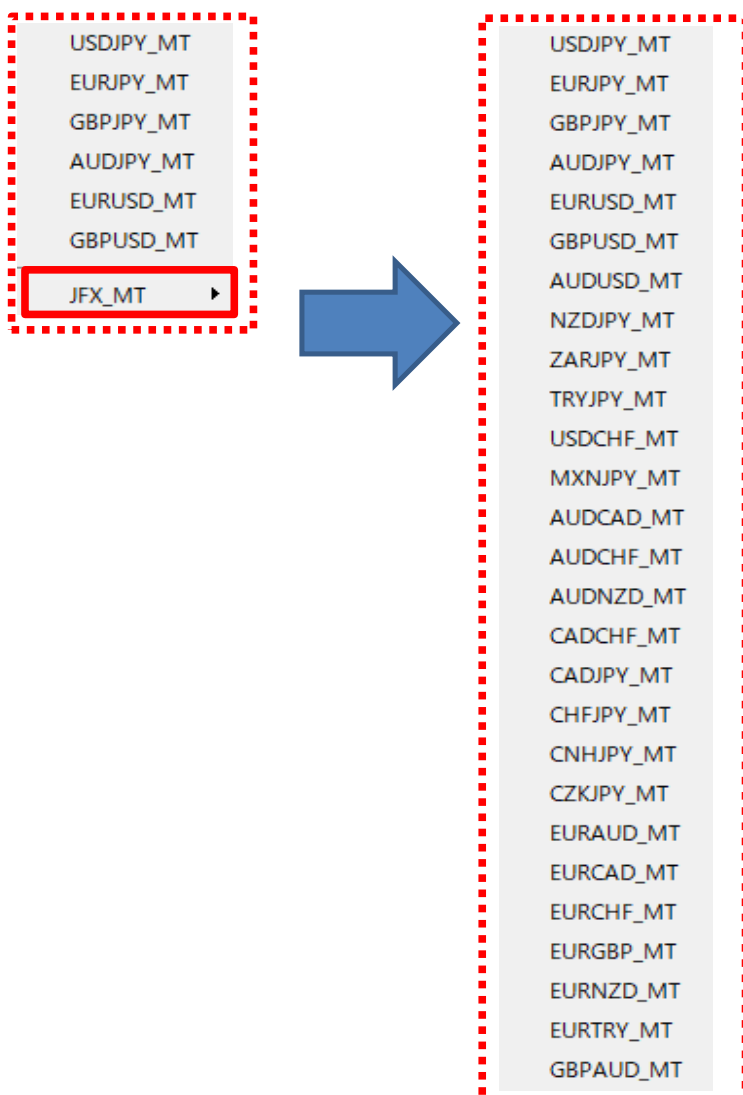 USDJPY_MT
EURJPY_MT
GBPJPY_MT
AUDJPY_MT
EURUSD_MT
GBPUSD_MT
JFX_MT
USDJPY_MT
EURJPY_MT
GBPJPY_MT
AUDJPY_MT
EURUSD_MT
GBPUSD_MT
AUDUSD_MT
NZDJPY_MT
ZARJPY_MT
TRYJPY_MT
USDCHF_MT
MXNJPY_MT
AUDCAD_MT
AUDCHF_MT
AUDNZD_MT
CADCHF_MT
CADJPY_MT
CHFJPY_MT
CNHJPY_MT
CZKJPY_MT
EURAUD_MT
EURCAD_MT
EURCHF_MT
EURGBP_MT
EURNZD_MT
EURTRY_MT
GBPAUD_MT